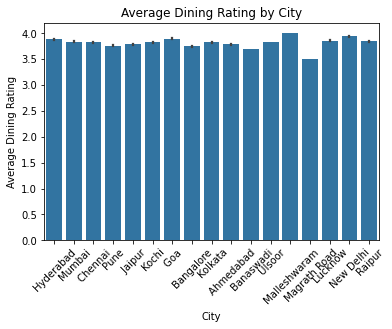 Average Dining Rating by City
Average Dining Rating
4.0
3.5
3.0
2.5
2.0
1.5
1.0
0.5
0.0
Hyderabad
Mumbai
Chennai
Pune
Jaipur
Kochi
Goa
Bangalore
Kolkata
Ahmedabad
Banaswadi
Ulsoor
Malleshwaram
Magrath Road
Lucknow
New Delhi
Raipur
City